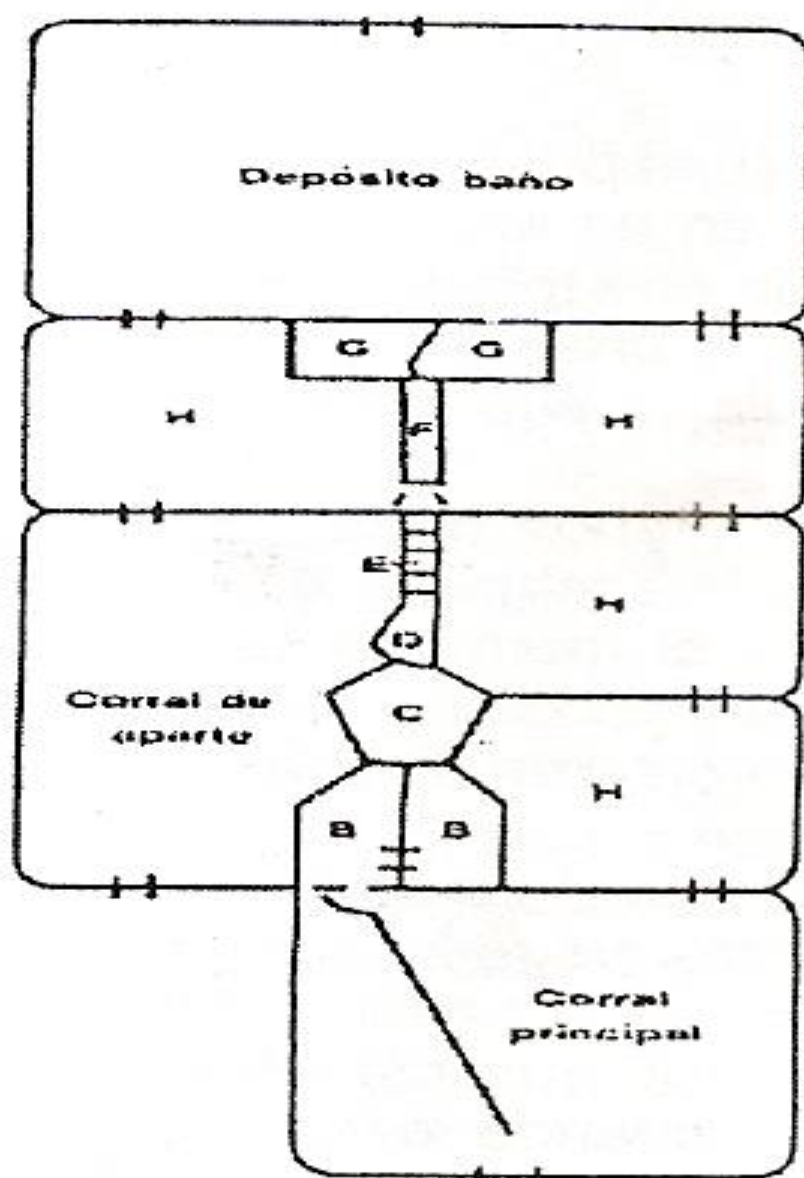 Depósito baño
G G
H F H
E H
D
Corral de
aparte
C
H
B B
Corral
principal